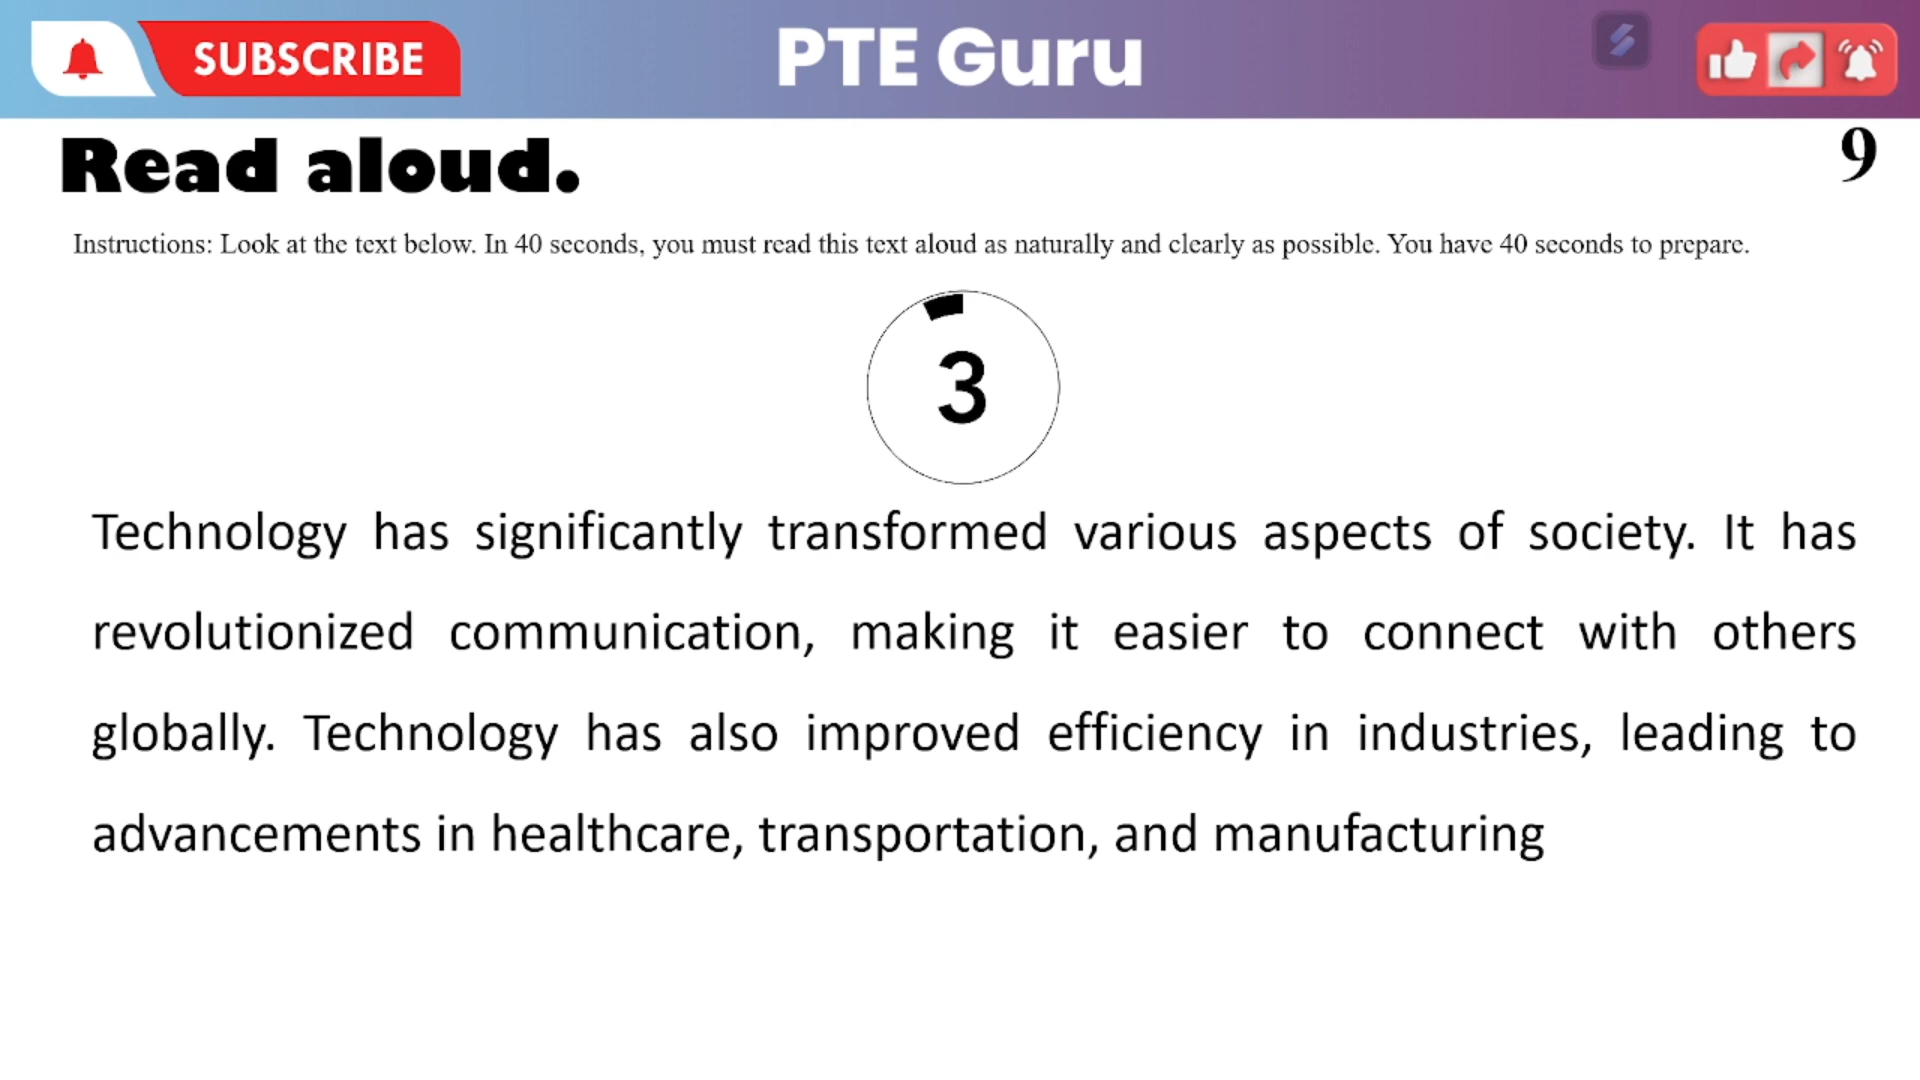 SUBSCRIBE
PTE Guru
Read aloud.
9
Instructions: Look at the text below. In 40 seconds, you must read this text aloud as naturally and clearly as possible. You have 40 seconds to prepare.
3
Technology has significantly transformed various aspects of society. It has
revolutionized communication, making it easier to connect with others
globally. Technology has also improved efficiency in industries, leading to
advancements in healthcare, transportation, and manufacturing